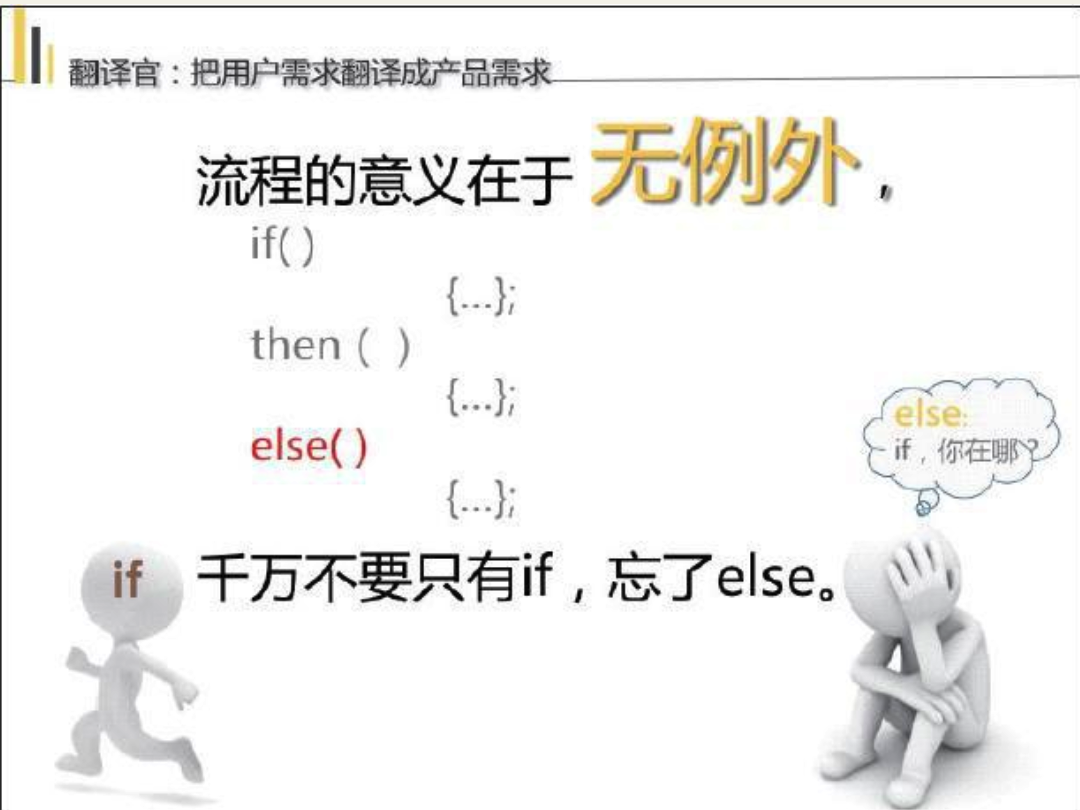 翻译官：把用户需求翻译成产品需求
流程的意义在于 无例外，
if( )
{...};
then ( )
{...};
else( )
{...};
else:
if，你在哪？
if
千万不要只有if，忘了else。